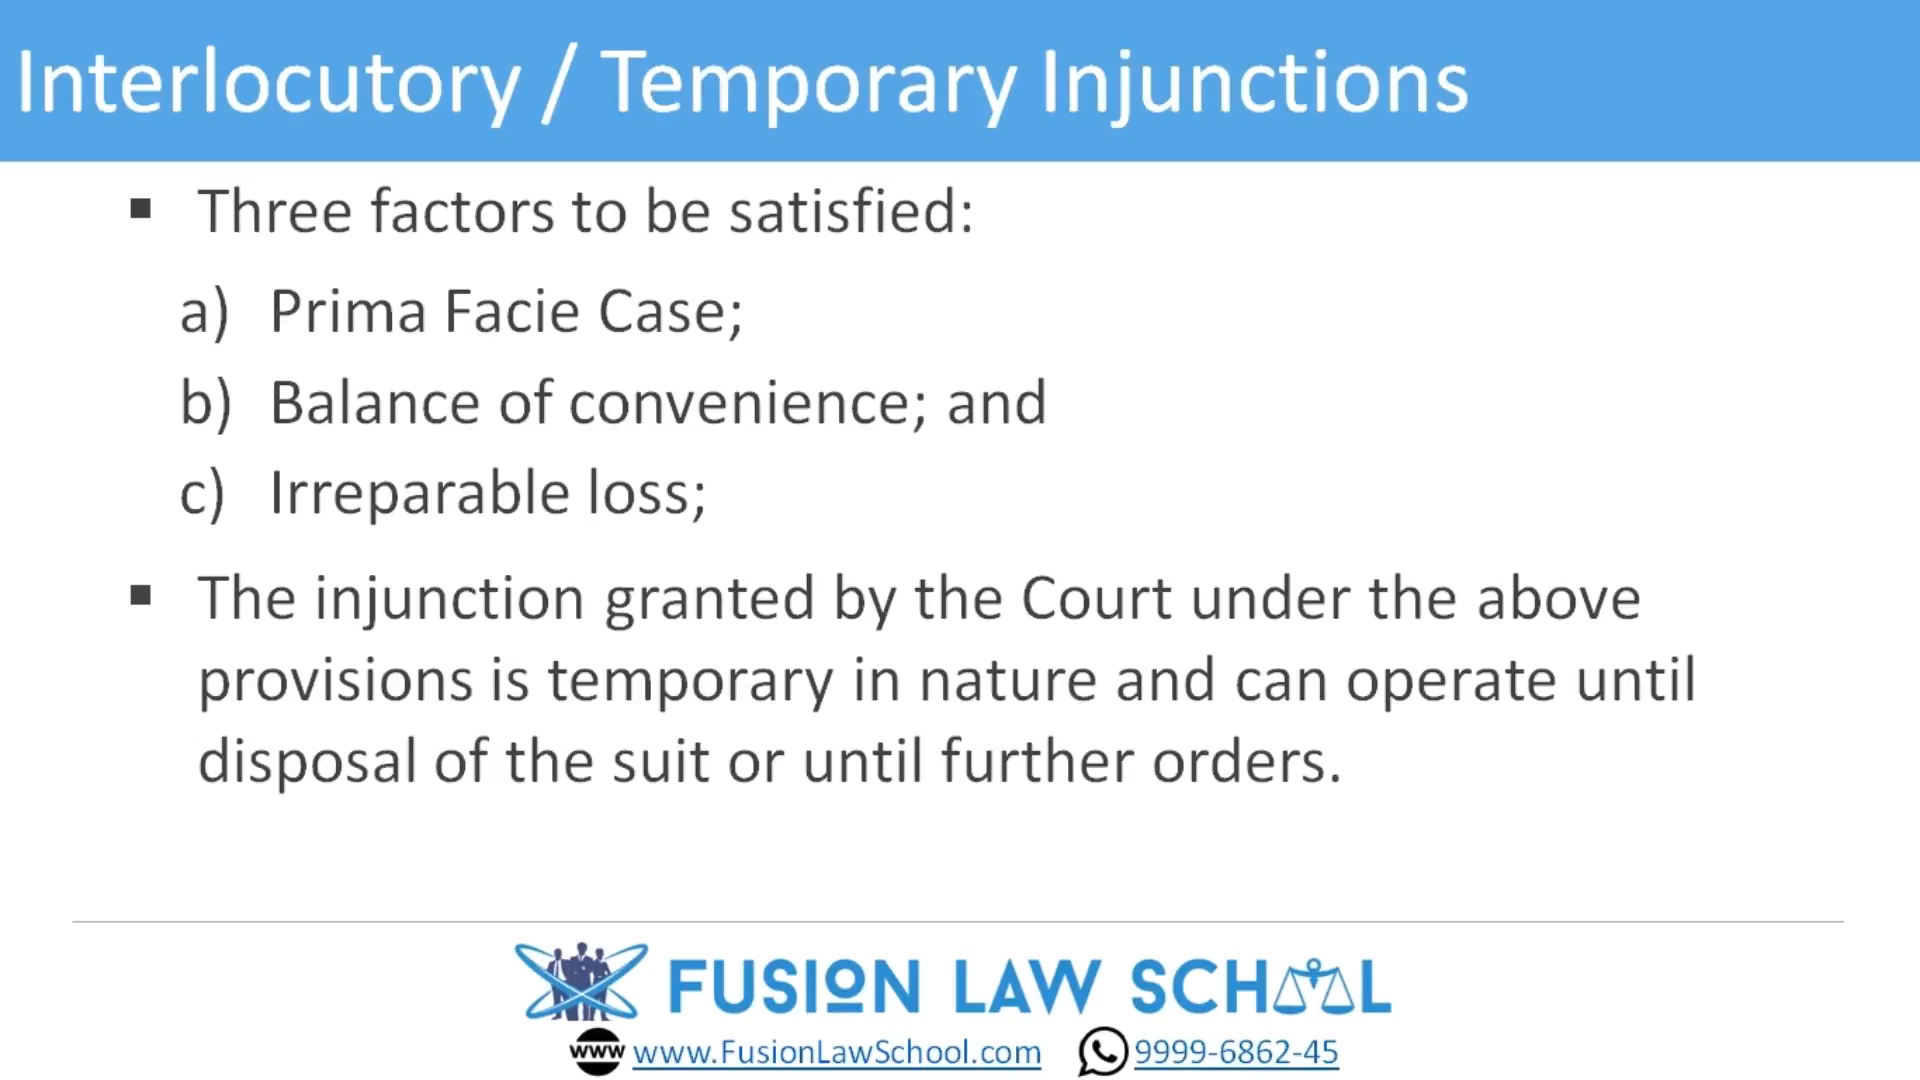 Interlocutory / Temporary Injunctions
▪ Three factors to be satisfied:
a) Prima Facie Case;
b) Balance of convenience; and
c) Irreparable loss;
▪ The injunction granted by the Court under the above
provisions is temporary in nature and can operate until
disposal of the suit or until further orders.
FUSION LAW SCHOOL
www www.FusionLawSchool.com 9999-6862-45